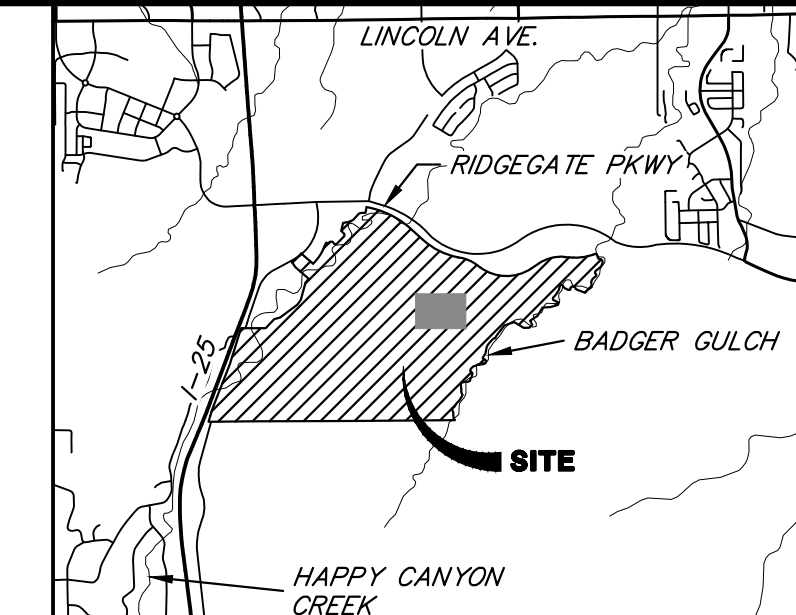 LINCOLN AVE.
RIDGEGATE PKWY
I-25
BADGER GULCH
SITE
HAPPY CANYON
CREEK